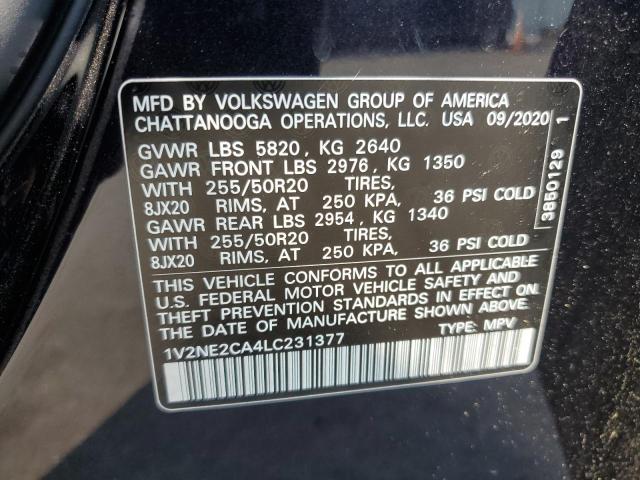 MFD BY VOLKSWAGEN GROUP OF AMERICA
CHATTANOOGA OPERATIONS, LLC. USA 09/2020
GVWR LBS 5820, KG 2640
GAWR FRONT LBS 2976, KG 1350
WITH 255/50R20 TIRES,
8JX20 RIMS, AT 250 KPA, 36 PSI COLD
GAWR REAR LBS 2954, KG 1340
WITH 255/50R20 TIRES,
8JX20 RIMS, AT 250 KPA, 36 PSI COLD
THIS VEHICLE CONFORMS TO ALL APPLICABLE
U.S. FEDERAL MOTOR VEHICLE SAFETY AND
THEFT PREVENTION STANDARDS IN EFFECT ON
THE DATE OF MANUFACTURE SHOWN ABOVE.
1V2NE2CA4LC231377 TYPE: MPV
3850129 1